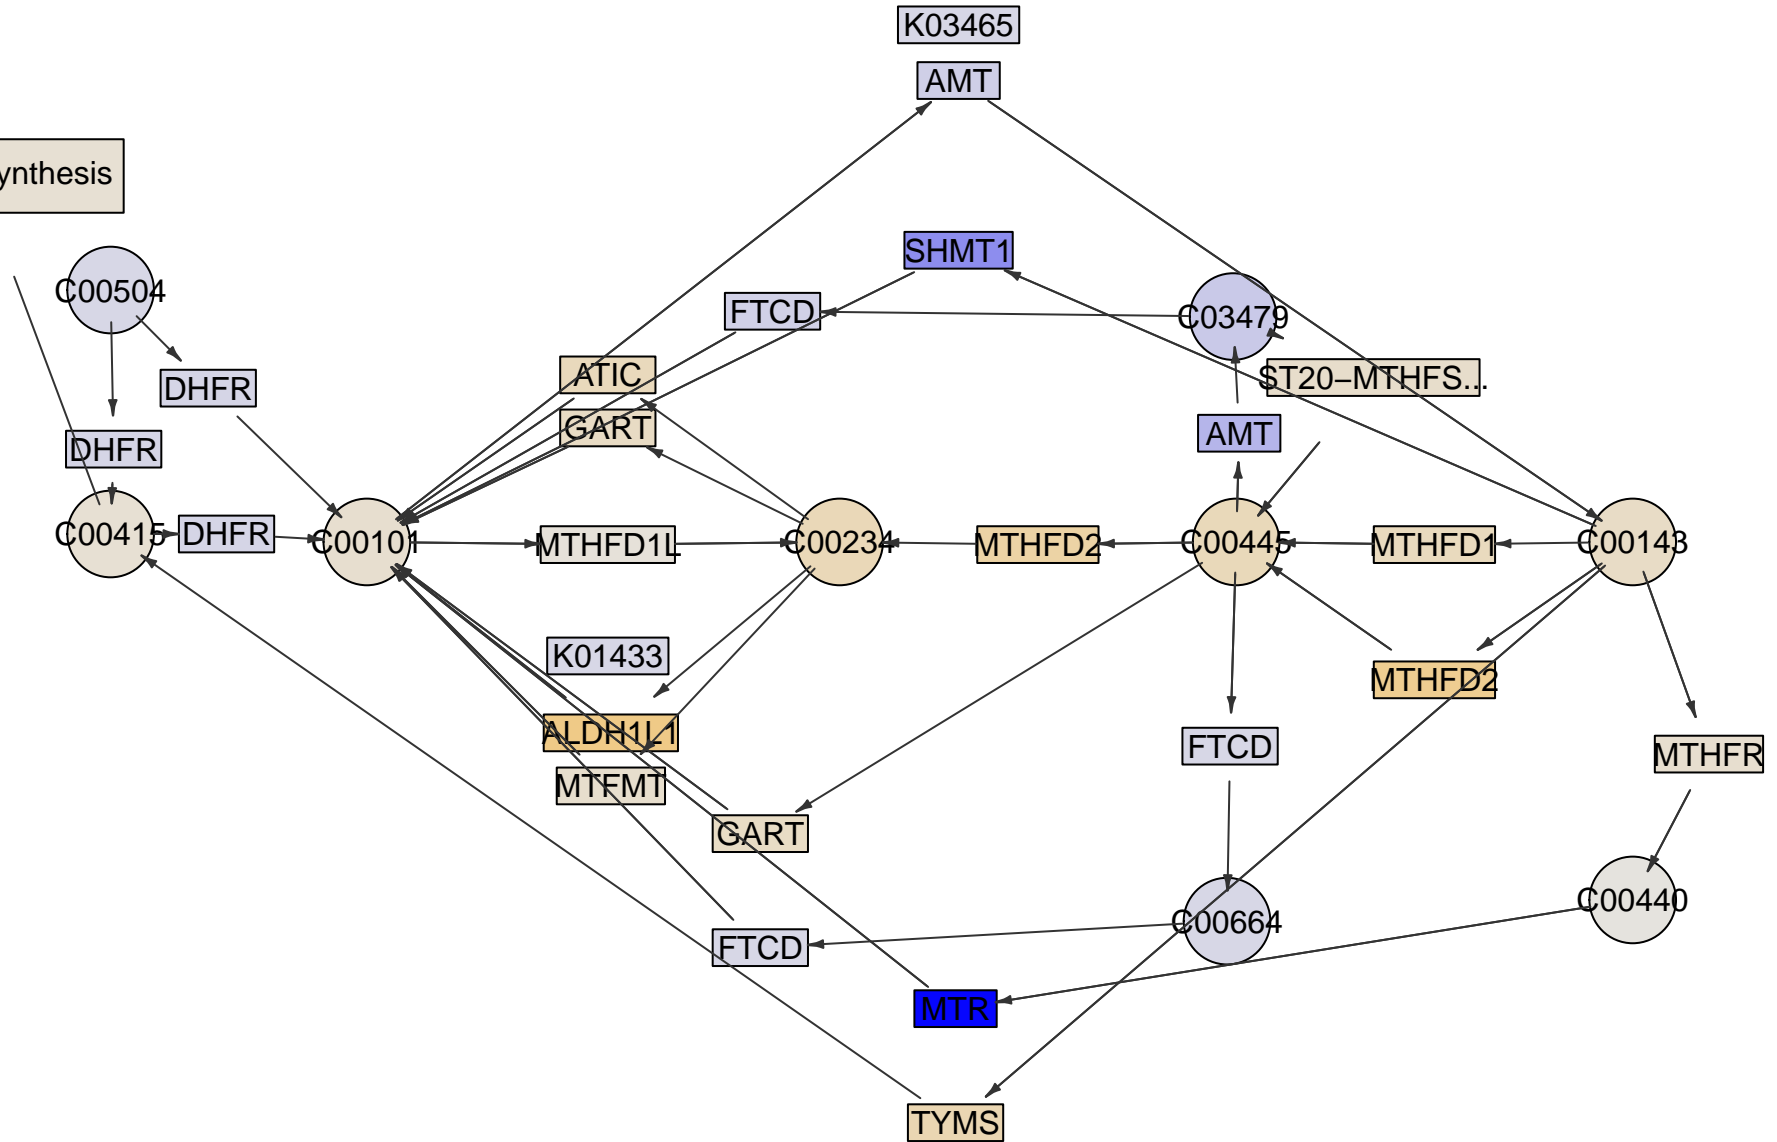 K03465
AMT
ynthesis
SHMT1
C00504
FTCD
C03479
DHFR
ATIC
ST20−MTHFS...
GART
AMT
DHFR
C00415
DHFR
C00101
MTHFD1L
C00234
MTHFD2
C00445
MTHFD1
C00143
K01433
MTHFD2
ALDH1L1
FTCD
MTHFR
MTFMT
GART
C00440
C00664
FTCD
MTR
TYMS